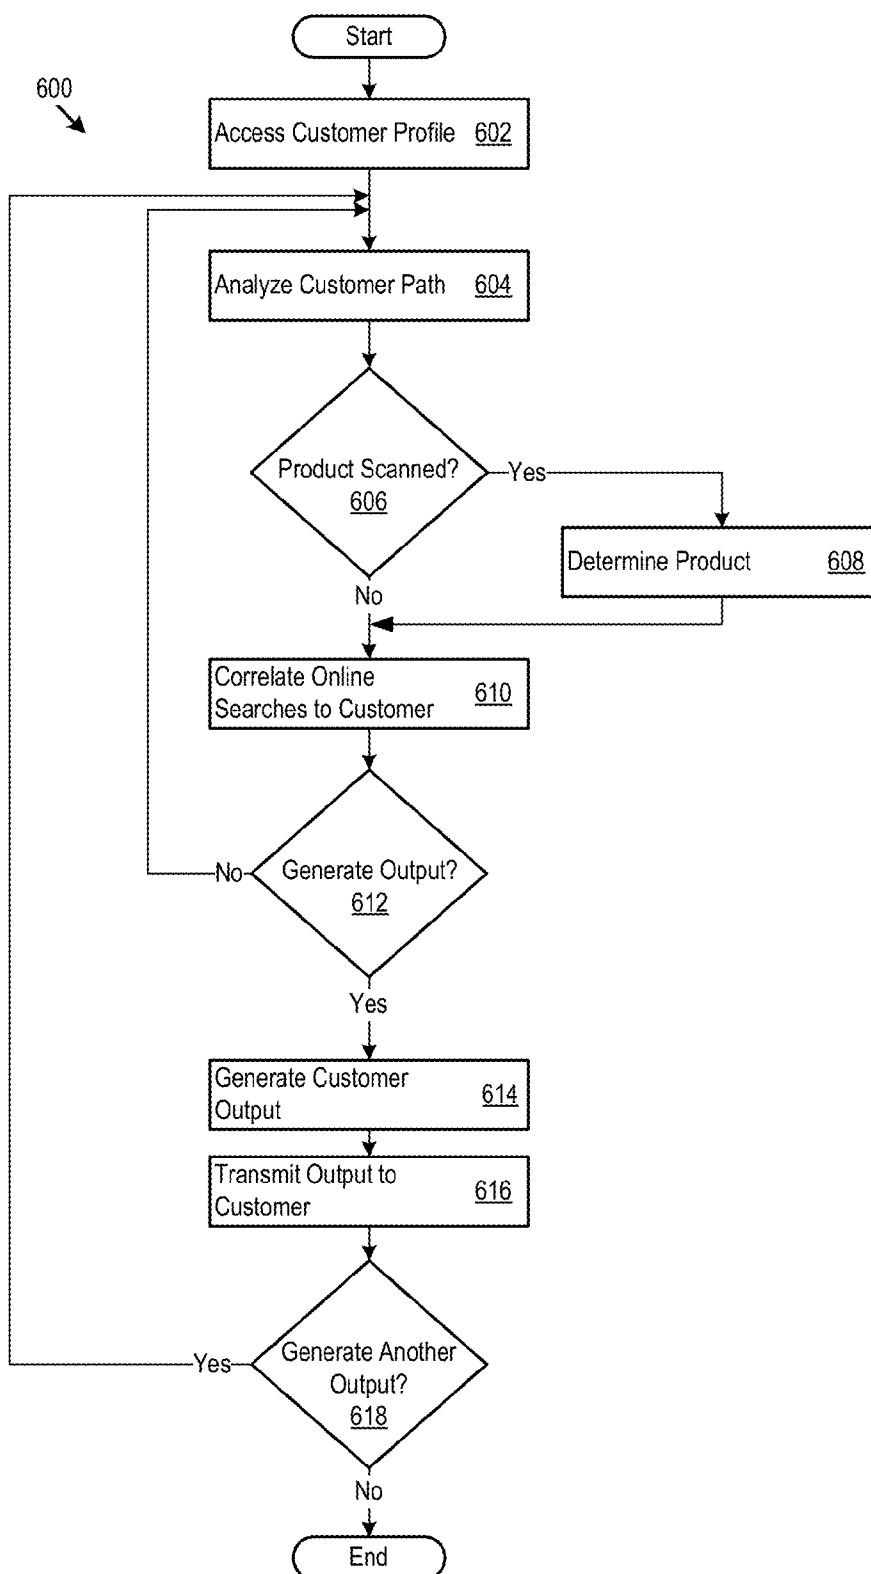 Start
600
Access Customer Profile 602
Analyze Customer Path 604
Product Scanned?
606
Yes
Determine Product 608
No
Correlate Online
Searches to Customer 610
No
Generate Output?
612
Yes
Generate Customer
Output 614
Transmit Output to
Customer 616
Yes
Generate Another
Output?
618
No
End